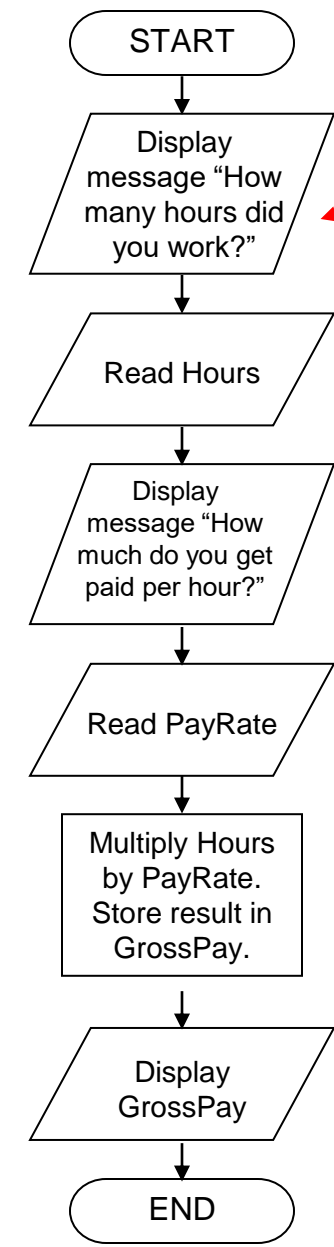 START
Display
message “How
many hours did
you work?”
Read Hours
Display
message “How
much do you get
paid per hour?”
Read PayRate
Multiply Hours
by PayRate.
Store result in
GrossPay.
Display
GrossPay
END